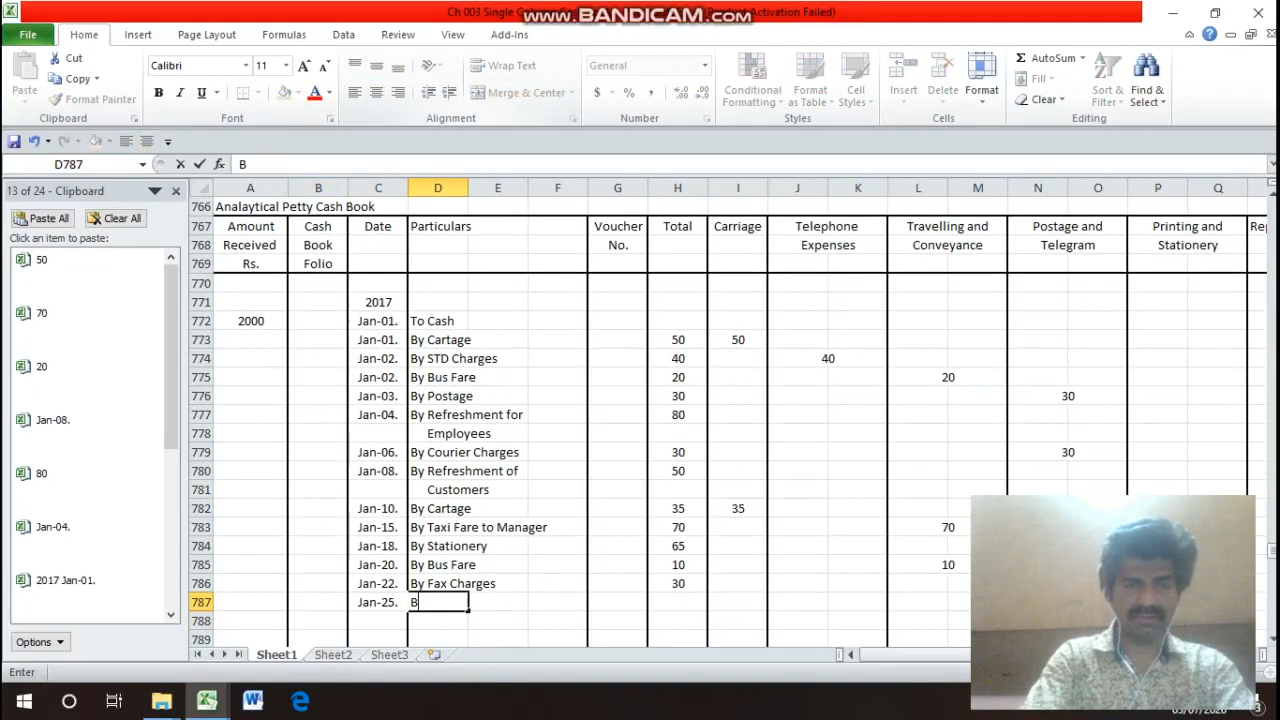 Ch 003 Single Column Activation Failed)
www.BANDICAM.com
File Home Insert Page Layout Formulas Data Review View Add-Ins
Cut
Copy
Format Painter
Paste
Clipboard
Calibri 11
Font
Wrap Text
Merge & Center
Alignment
General
Number
Conditional Formatting
Format as Table
Cell Styles
Styles
Insert Delete Format
Cells
AutoSum
Fill
Clear
Sort & Filter
Find & Select
Editing
D787 fx B
13 of 24 - Clipboard
Paste All Clear All
Click an item to paste:
50
70
20
Jan-08.
80
Jan-04.
2017 Jan-01.
Options
A B C D E F G H I J K L M N O P Q
766 Analaytical Petty Cash Book
767 Amount Cash Date Particulars Voucher Total Carriage Telephone Travelling and Postage and Printing and Rep
768 Received Book No. Expenses Conveyance Telegram Stationery
769 Rs. Folio
770
771 2017
772 2000 Jan-01. To Cash
773 Jan-01. By Cartage 50 50
774 Jan-02. By STD Charges 40 40
775 Jan-02. By Bus Fare 20 20
776 Jan-03. By Postage 30 30
777 Jan-04. By Refreshment for 80
778 Employees
779 Jan-06. By Courier Charges 30 30
780 Jan-08. By Refreshment of 50
781 Customers
782 Jan-10. By Cartage 35 35
783 Jan-15. By Taxi Fare to Manager 70 70
784 Jan-18. By Stationery 65
785 Jan-20. By Bus Fare 10 10
786 Jan-22. By Fax Charges 30
787 Jan-25. B
788
789
Sheet1 Sheet2 Sheet3
Enter